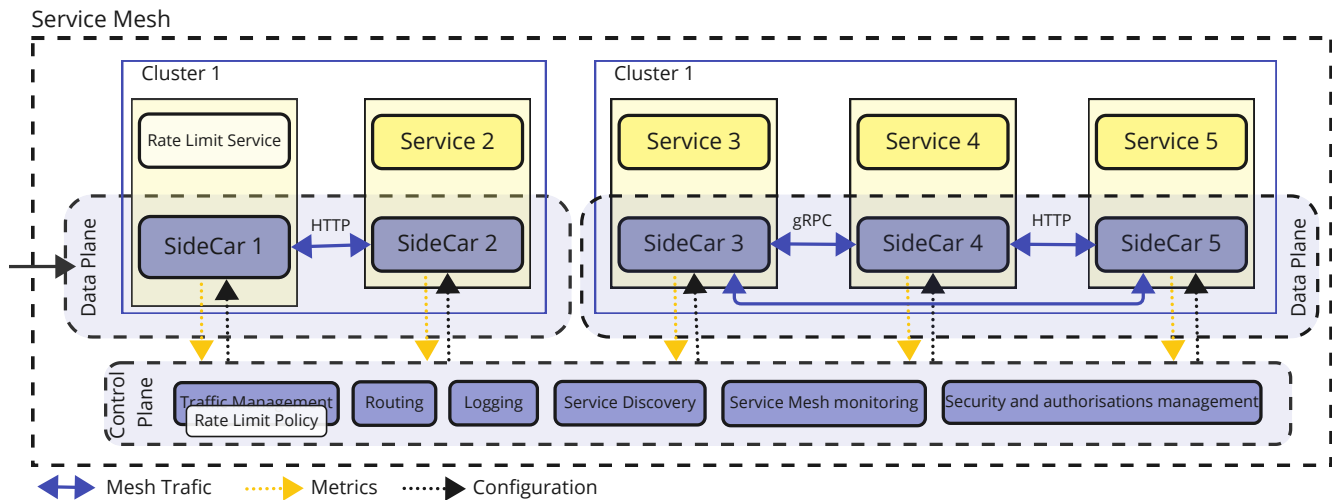 Service Mesh
Cluster 1
Cluster 1
Rate Limit Service
Service 2
Service 3
Service 4
Service 5
Data Plane
SideCar 1
HTTP
SideCar 2
SideCar 3
gRPC
SideCar 4
HTTP
SideCar 5
Data Plane
Control
Plane
Traffic Management
Rate Limit Policy
Routing
Logging
Service Discovery
Service Mesh monitoring
Security and authorisations management
Mesh Trafic
Metrics
Configuration